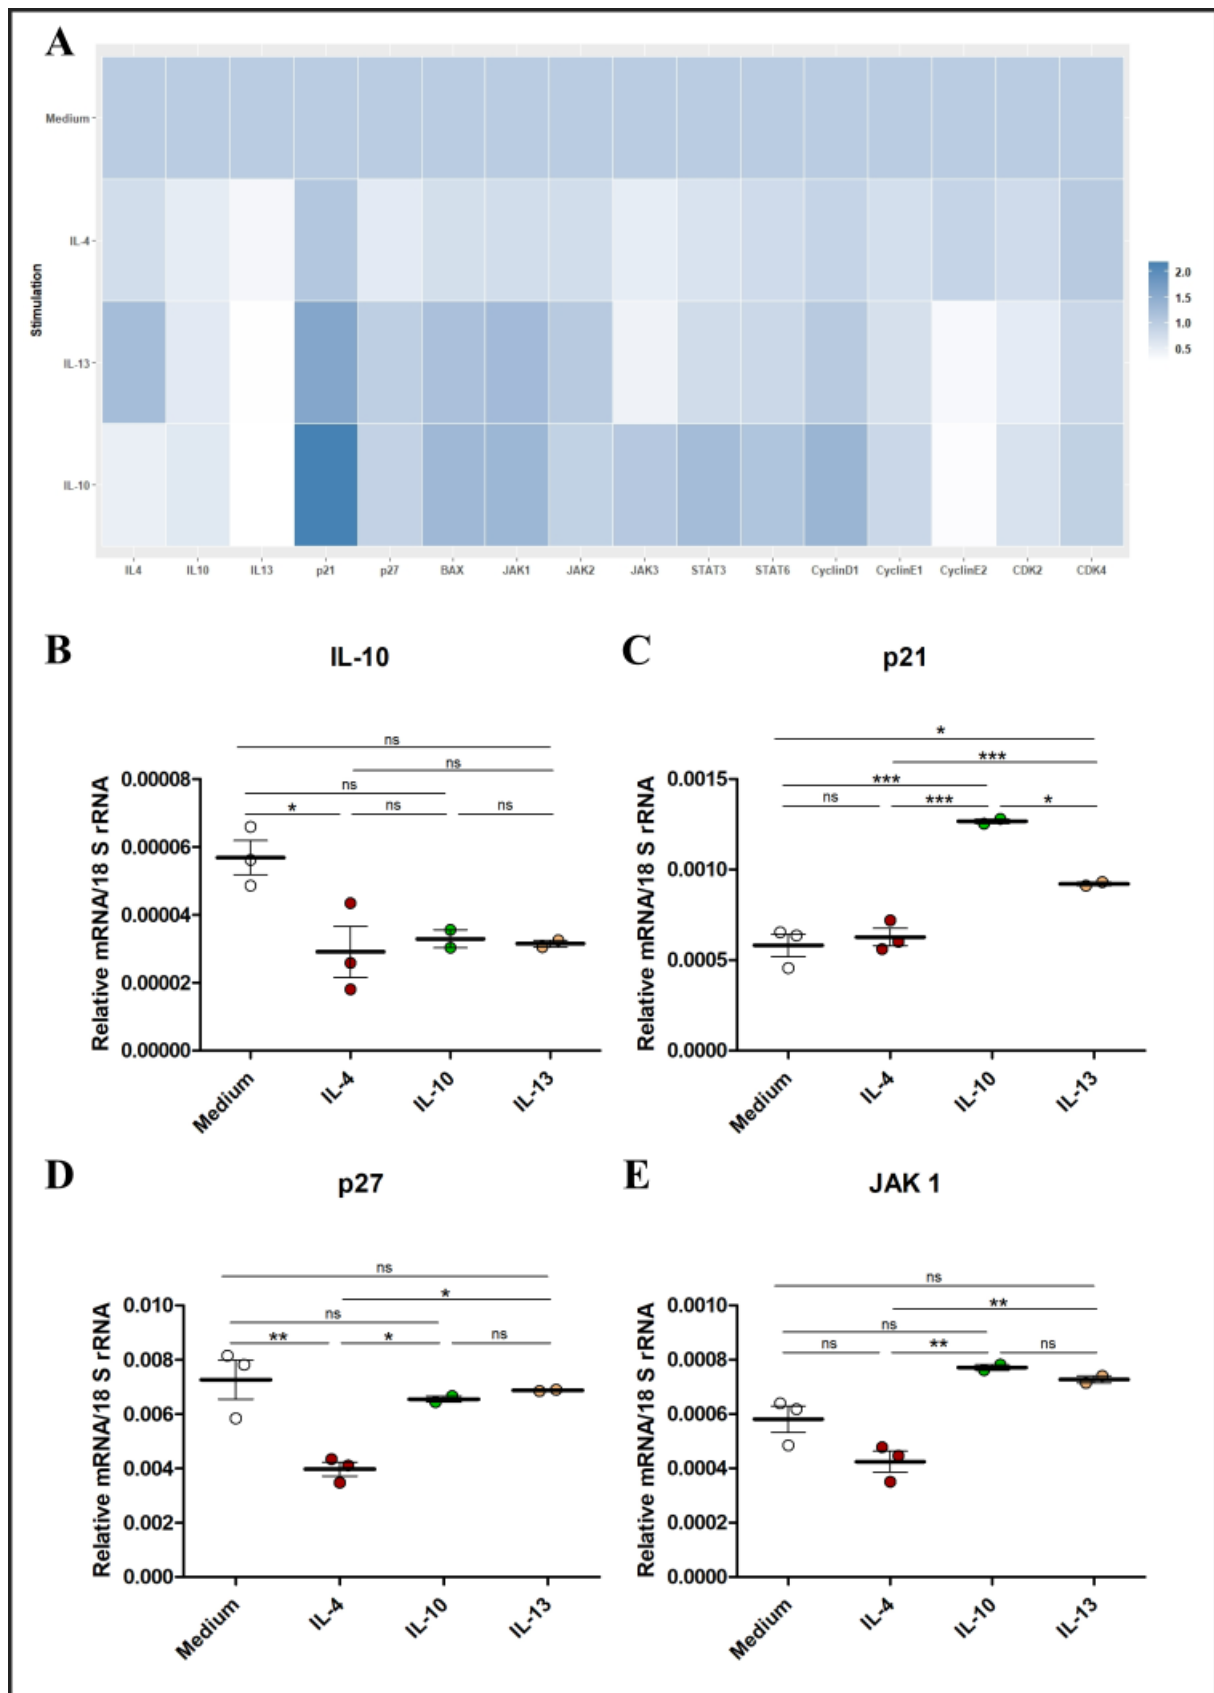 A
Medium
IL-4
IL-13
IL-10
Stimulation
2.0
1.5
1.0
0.5
IL4 IL10 IL13 p21 p27 BAX JAK1 JAK2 JAK3 STAT3 STAT6 CyclinD1 CyclinE1 CyclinE2 CDK2 CDK4
B
IL-10
ns
ns
ns
* ns ns
Relative mRNA/18 S rRNA
0.00008
0.00006
0.00004
0.00002
0.00000
Medium IL-4 IL-10 IL-13
C
p21
*
***
***
ns *** *
Relative mRNA/18 S rRNA
0.0015
0.0010
0.0005
0.0000
Medium IL-4 IL-10 IL-13
D
p27
ns
*
ns
** * ns
Relative mRNA/18 S rRNA
0.010
0.008
0.006
0.004
0.002
0.000
Medium IL-4 IL-10 IL-13
E
JAK 1
ns
**
ns
ns ** ns
Relative mRNA/18 S rRNA
0.0010
0.0008
0.0006
0.0004
0.0002
0.0000
Medium IL-4 IL-10 IL-13